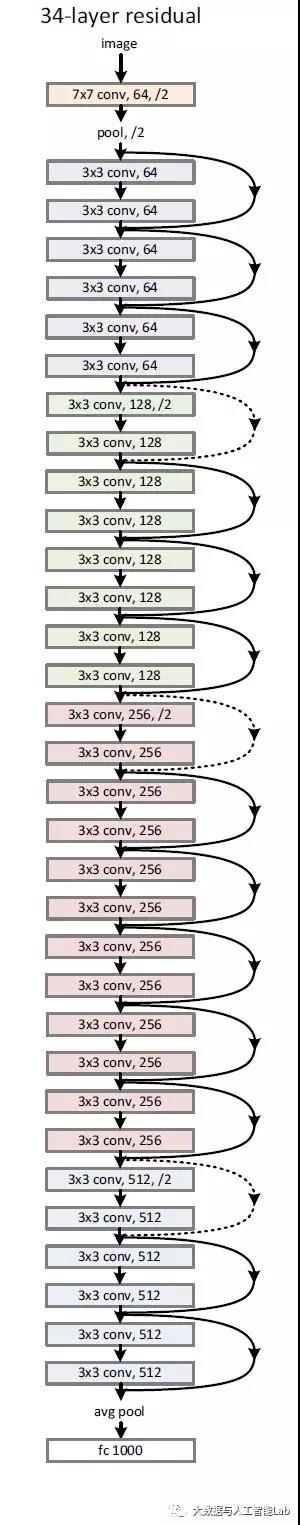 34-layer residual
image
7x7 conv, 64, /2
pool, /2
3x3 conv, 64
3x3 conv, 64
3x3 conv, 64
3x3 conv, 64
3x3 conv, 64
3x3 conv, 64
3x3 conv, 128, /2
3x3 conv, 128
3x3 conv, 128
3x3 conv, 128
3x3 conv, 128
3x3 conv, 128
3x3 conv, 128
3x3 conv, 128
3x3 conv, 256, /2
3x3 conv, 256
3x3 conv, 256
3x3 conv, 256
3x3 conv, 256
3x3 conv, 256
3x3 conv, 256
3x3 conv, 256
3x3 conv, 256
3x3 conv, 256
3x3 conv, 256
3x3 conv, 256
3x3 conv, 512, /2
3x3 conv, 512
3x3 conv, 512
3x3 conv, 512
3x3 conv, 512
3x3 conv, 512
avg pool
fc 1000
大数据与人工智能Lab